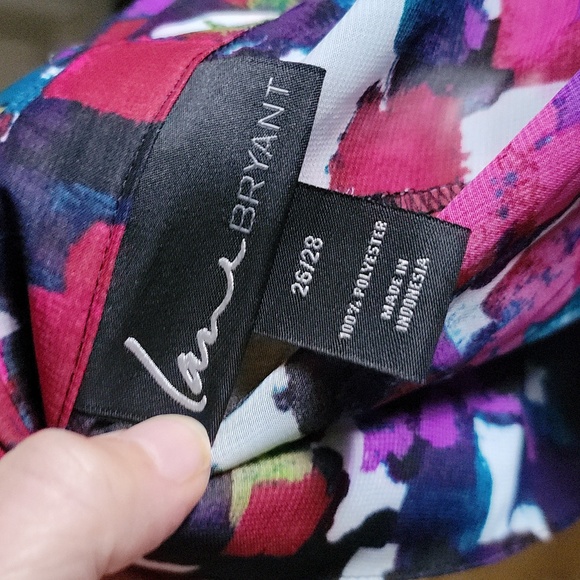 Lane BRYANT
26/28
100% POLYESTER
MADE IN
INDONESIA